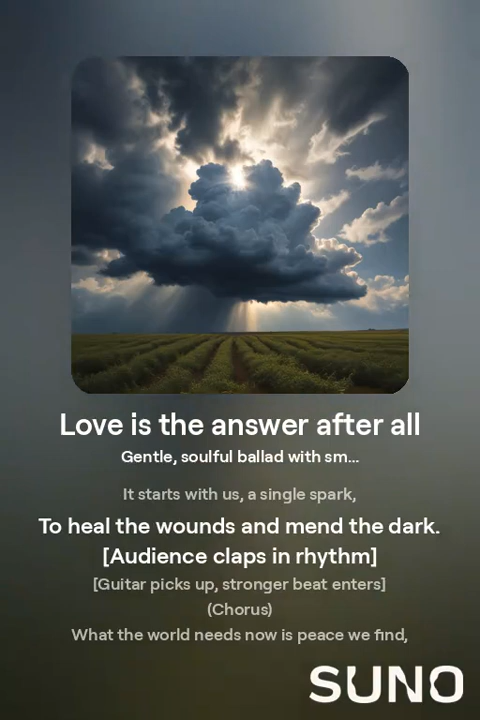 Love is the answer after all
Gentle, soulful ballad with sm...
It starts with us, a single spark,
To heal the wounds and mend the dark.
[Audience claps in rhythm]
[Guitar picks up, stronger beat enters]
(Chorus)
What the world needs now is peace we find,
SUNO